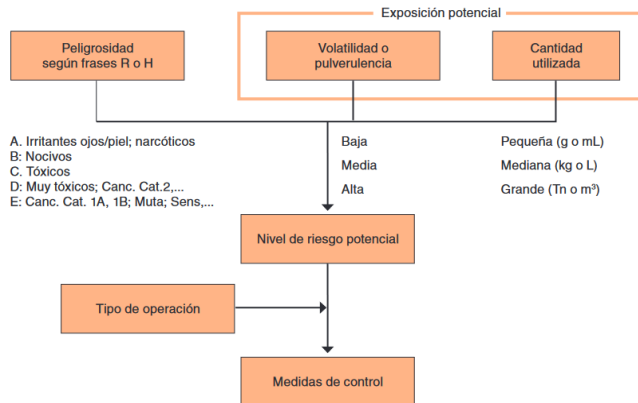 Exposición potencial
Peligrosidad
según frases R o H
Volatilidad o
pulverulencia
Cantidad
utilizada
A. Irritantes ojos/piel; narcóticos
B: Nocivos
C. Tóxicos
D: Muy tóxicos; Canc. Cat.2,...
E: Canc. Cat. 1A, 1B; Muta; Sens,...
Baja
Media
Alta
Pequeña (g o mL)
Mediana (kg o L)
Grande (Tn o m³)
Nivel de riesgo potencial
Tipo de operación
Medidas de control